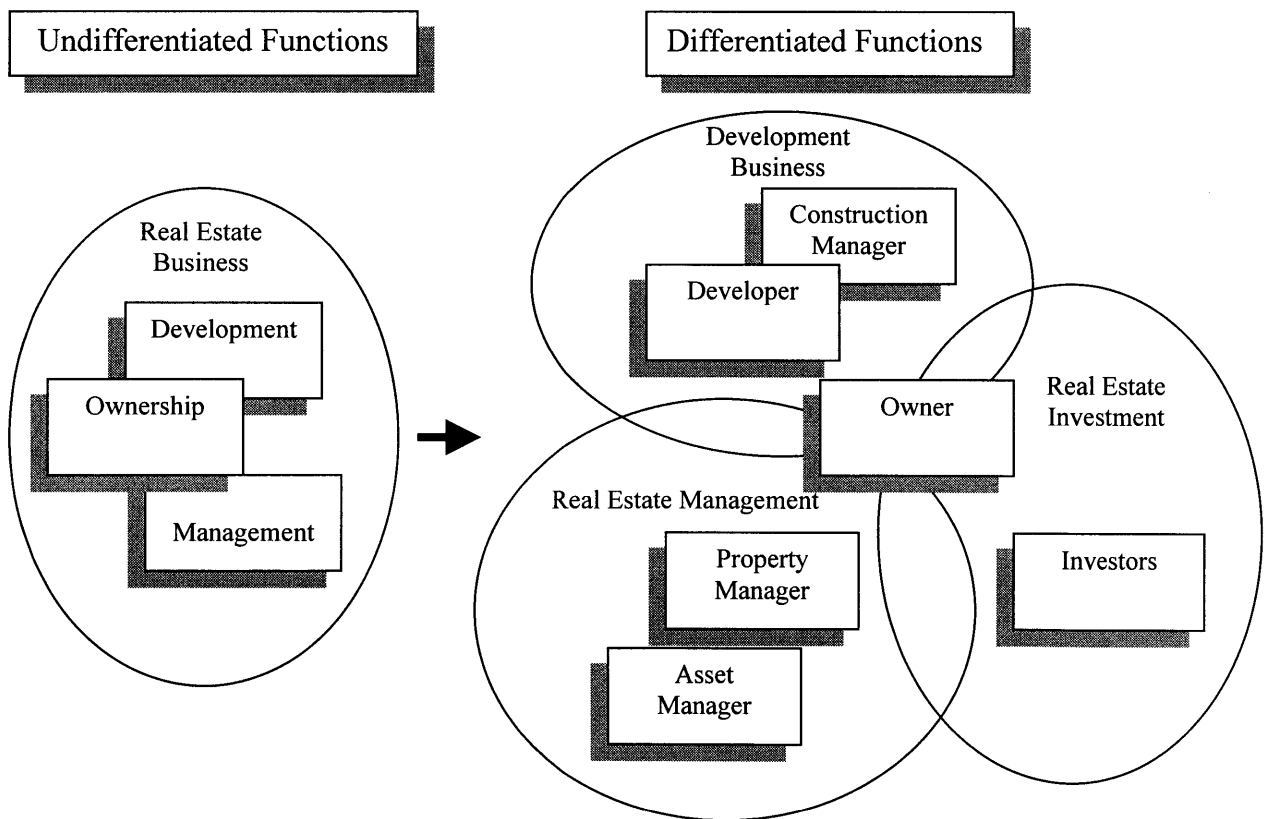 Undifferentiated Functions
Real Estate
Business
Development
Ownership
Management
Differentiated Functions
Development
Business
Construction
Manager
Developer
Owner
Real Estate
Investment
Real Estate Management
Property
Manager
Investors
Asset
Manager